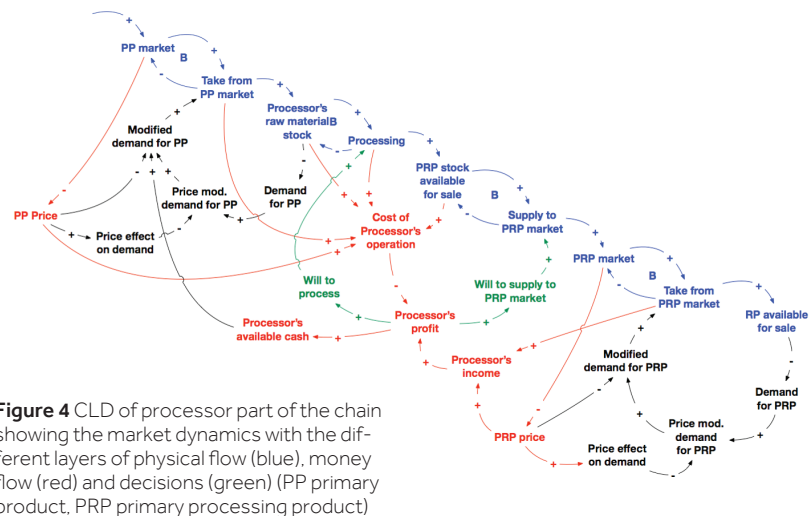 +
PP market
B
+
-
Take from
PP market
+
+
Processor's
raw materialB
stock
+
Modified
demand for PP
+
-
Processing
+
PRP stock
available
for sale
+
B
-
+
+
-
-
Price mod.
demand for PP
Demand
for PP
+
+
Supply to
PRP market
-
PP Price
+
Price effect
on demand
-
+
+
+
Cost of
Processor's
operation
+
+
+
+
PRP market
B
+
-
Take from
PRP market
+
RP available
for sale
Will to
process
-
Will to supply to
PRP market
+
Processor's
profit
+
Processor's
available cash
+
+
Processor's
income
+
+
-
Modified
demand for PRP
+
-
-
Demand
for PRP
+
PRP price
+
Price effect
on demand
-
Price mod.
demand
for PRP
+
Figure 4 CLD of processor part of the chain
showing the market dynamics with the dif-
ferent layers of physical flow (blue), money
flow (red) and decisions (green) (PP primary
product, PRP primary processing product)